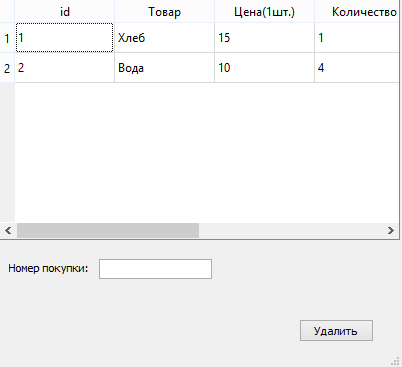 id Товар Цена(1шт.) Количество
1 1 Хлеб 15 1
2 2 Вода 10 4
Номер покупки:
Удалить